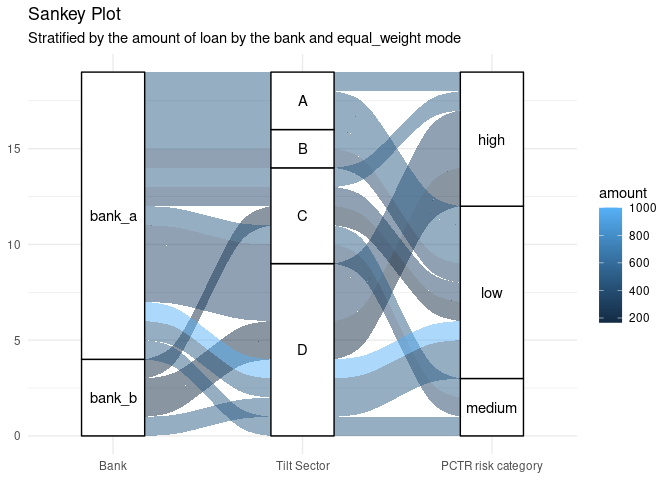 Sankey Plot
Stratified by the amount of loan by the bank and equal_weight mode
15
10
5
0
bank_a
bank_b
A
B
C
D
high
low
medium
Bank
Tilt Sector
PCTR risk category
amount
1000
800
600
400
200